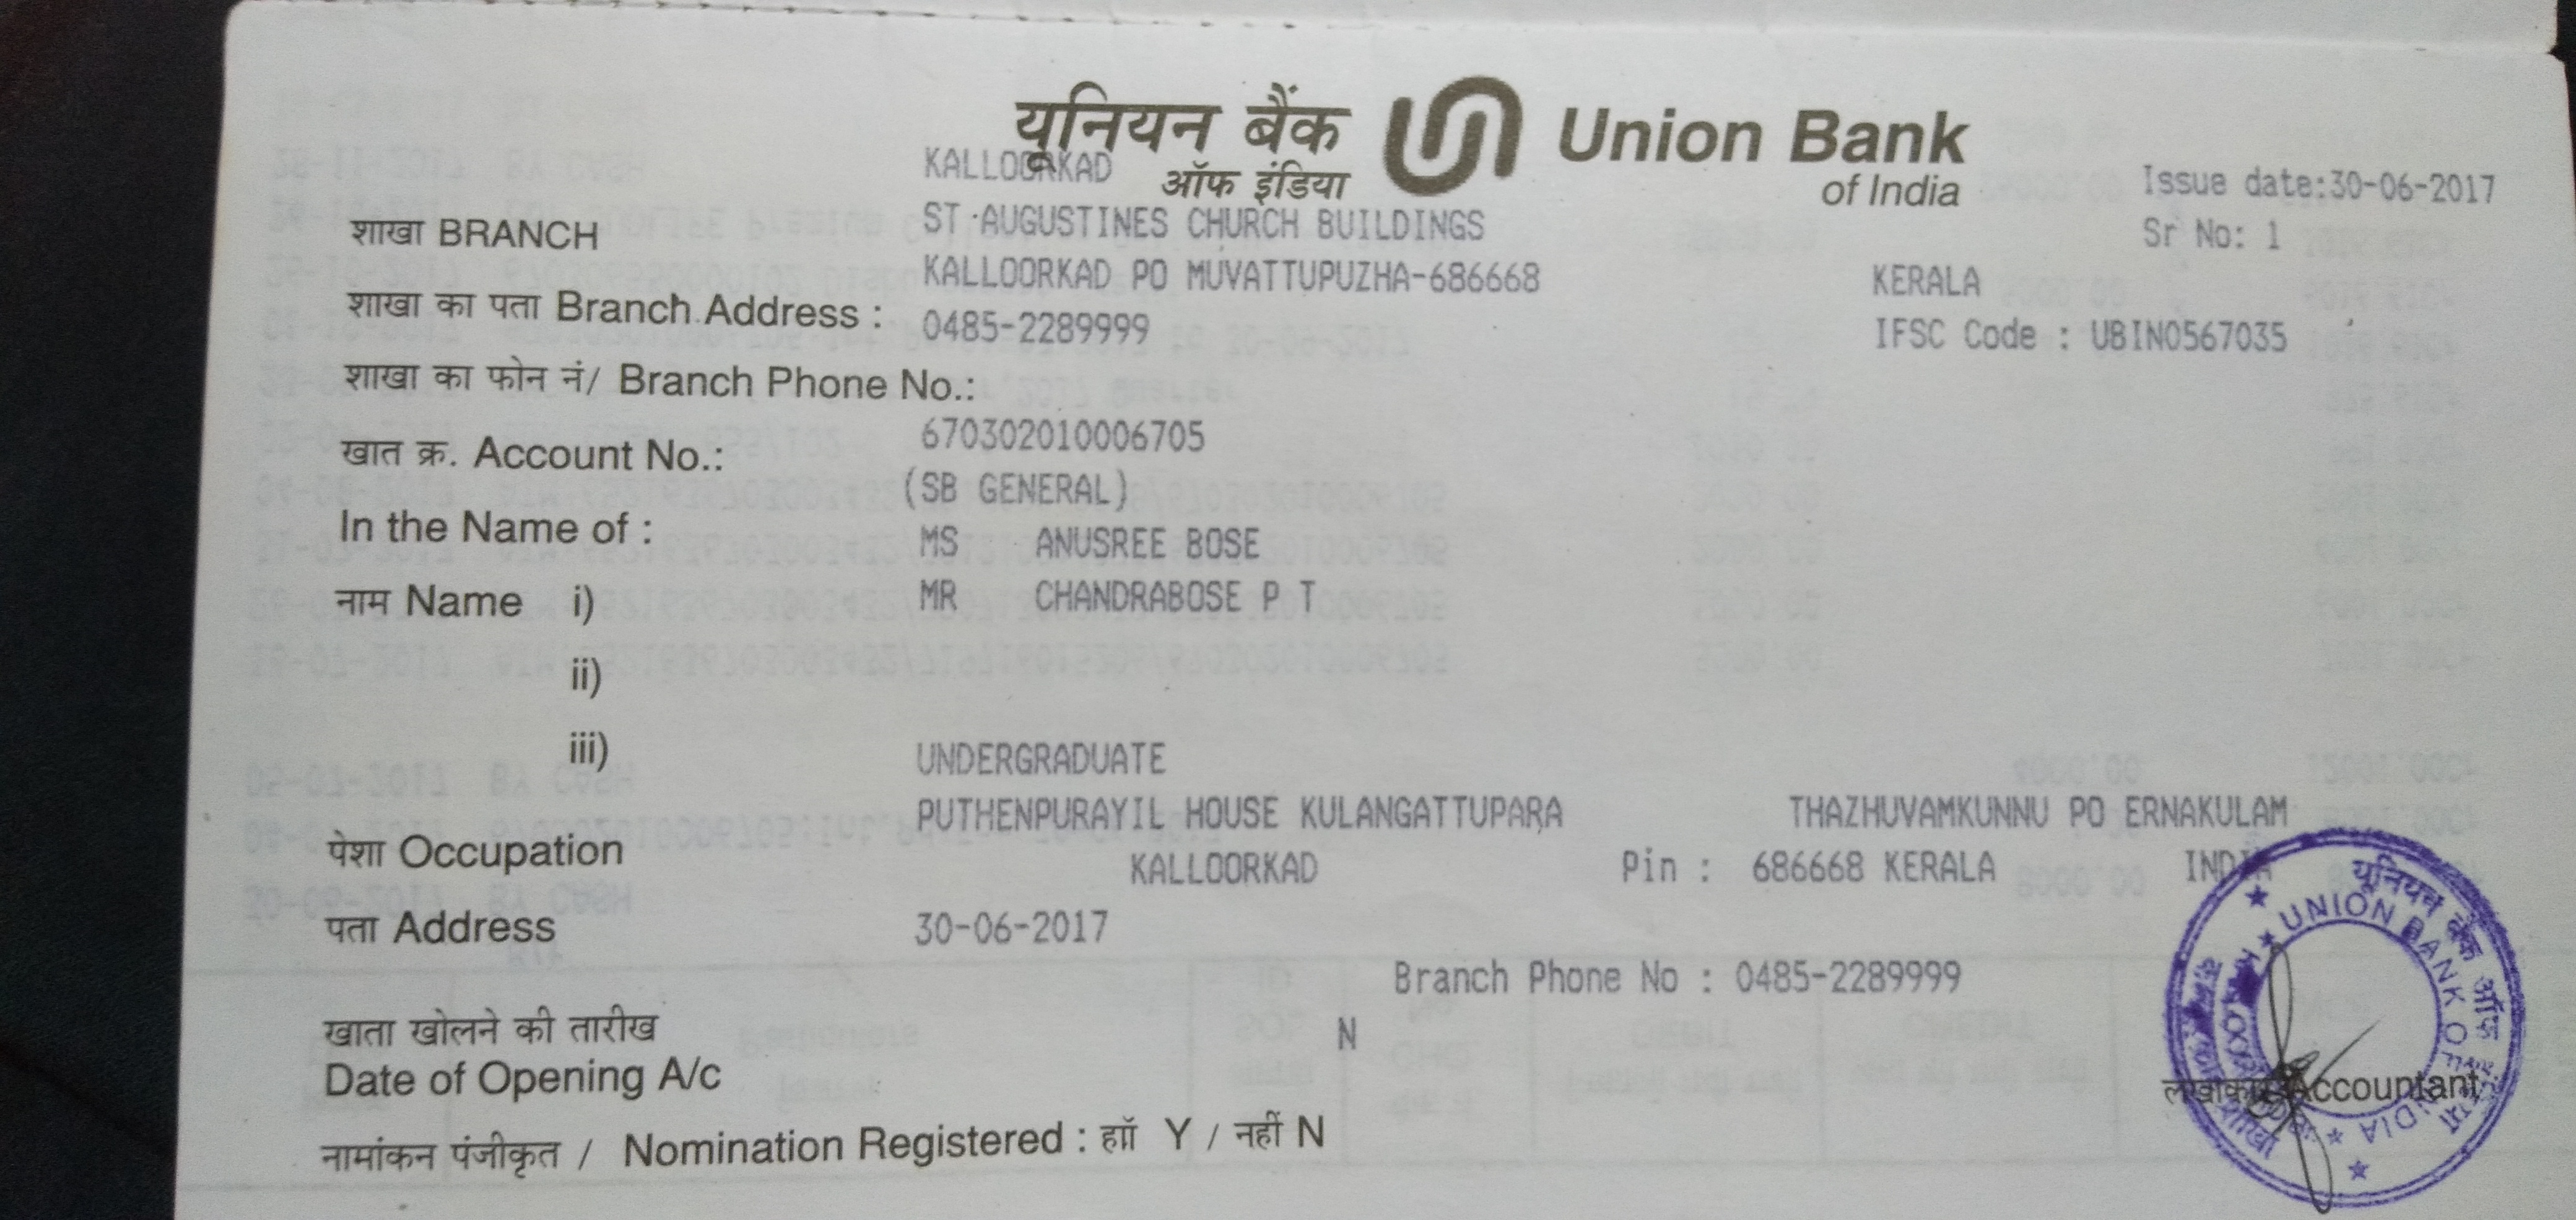 यूनियन बैंक Union Bank
ऑफ इंडिया of India
KALLOORKAD
Issue date:30-06-2017
शाखा BRANCH ST AUGUSTINES CHURCH BUILDINGS Sr No: 1
KALLOORKAD PO MUVATTUPUZHA-686668 KERALA
शाखा का पता Branch Address : 0485-2289999 IFSC Code : UBIN0567035
शाखा का फोन नं/ Branch Phone No.:
खात क्र. Account No.: 670302010006705
(SB GENERAL)
In the Name of : MS ANUSREE BOSE
नाम Name i) MR CHANDRABOSE P T
ii)
iii) UNDERGRADUATE
PUTHENPURAYIL HOUSE KULANGATTUPARA THAZHUVAMKUNNU PO ERNAKULAM
पेशा Occupation KALLOORKAD Pin : 686668 KERALA INDIA
पता Address 30-06-2017
Branch Phone No : 0485-2289999
खाता खोलने की तारीख N
Date of Opening A/c
नामांकन पंजीकृत / Nomination Registered : हाँ Y / नहीं N
लेखाकार Accountant
यूनियन बैंक ऑफ इण्डिया
UNION BANK OF INDIA